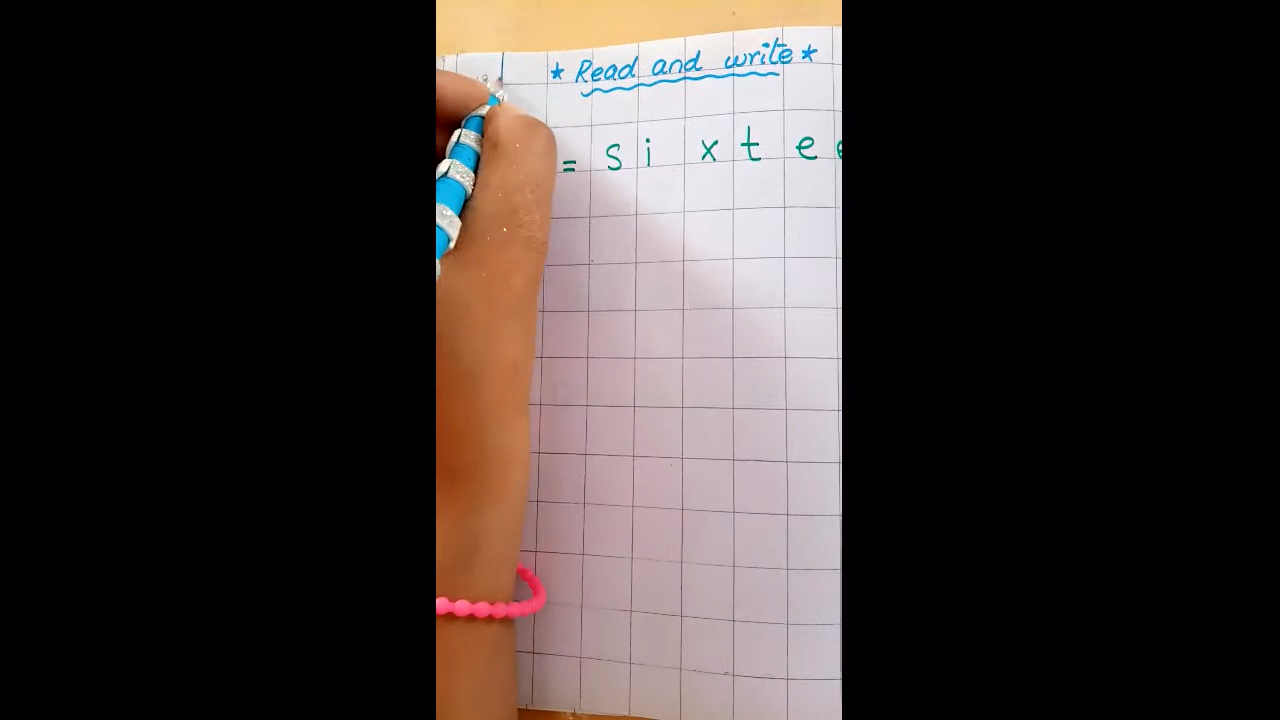 * Read and write *
= s i x t e e